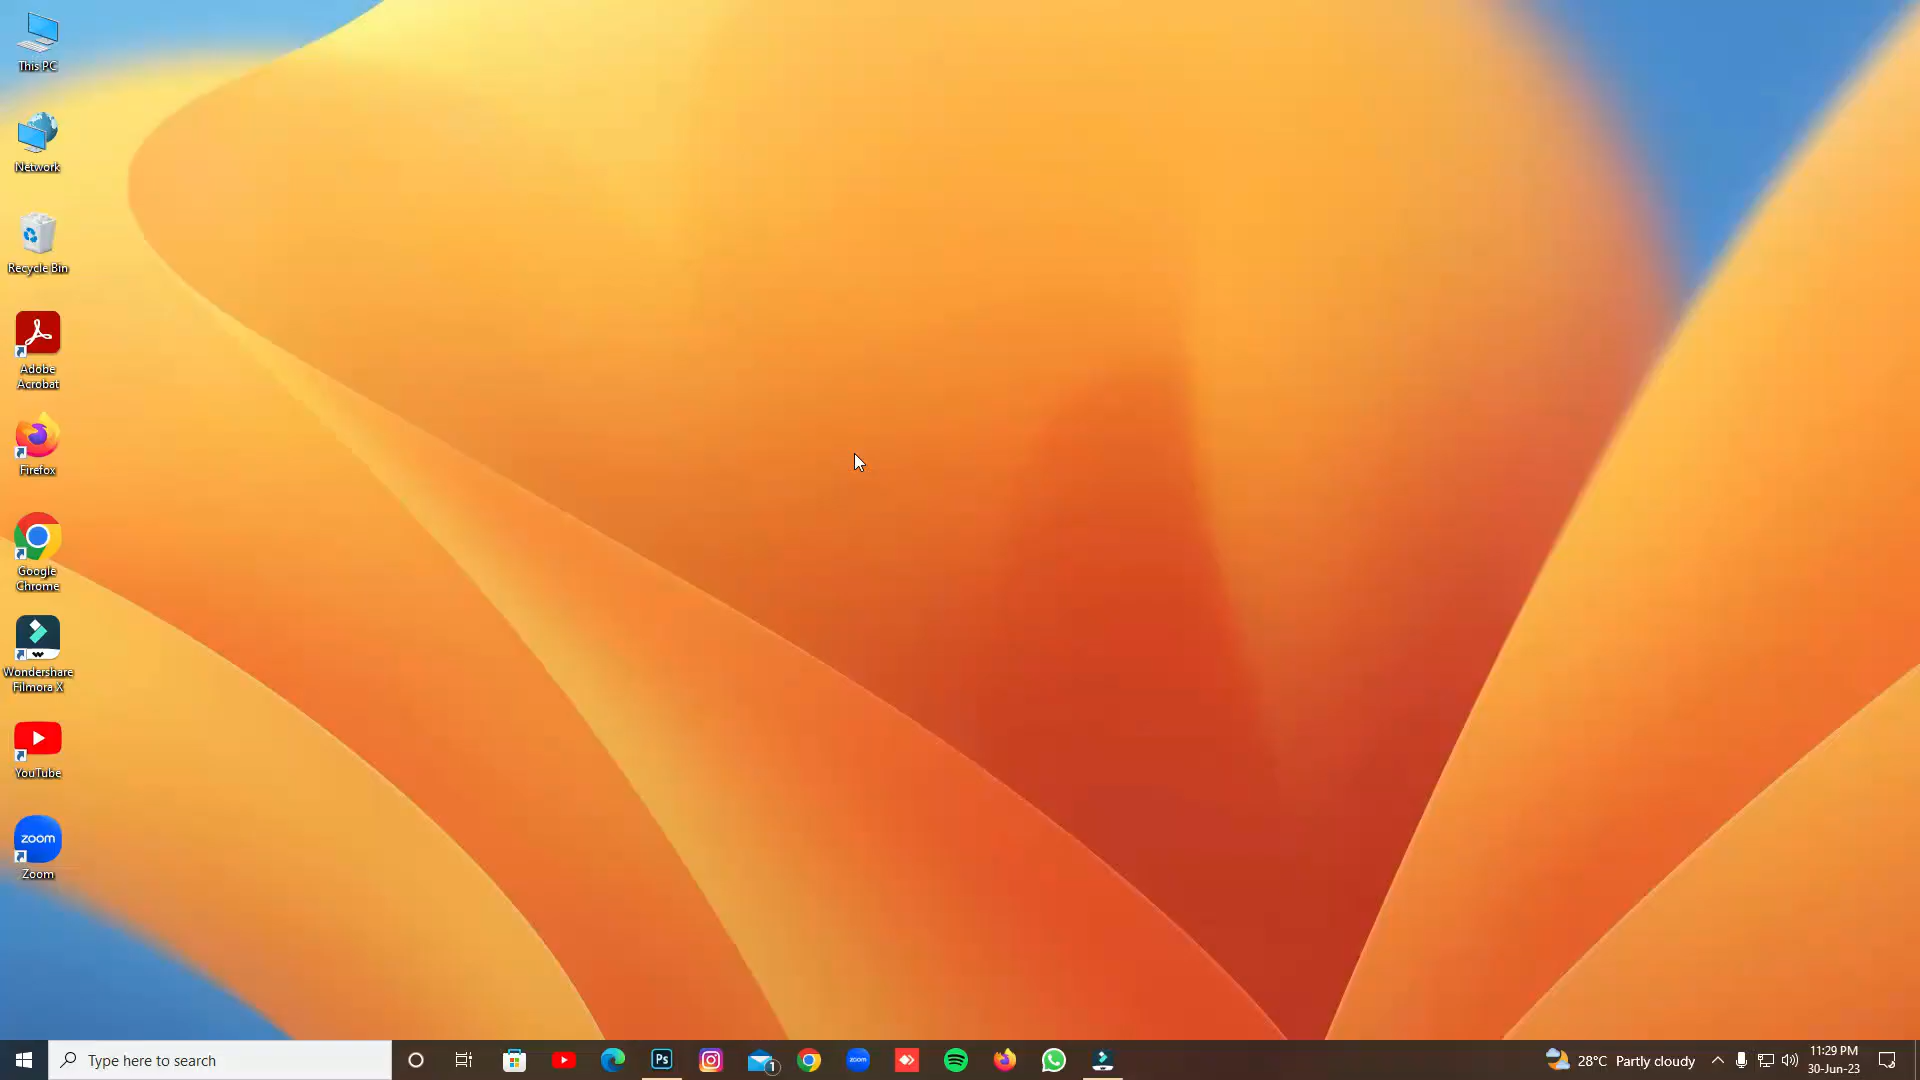 This PC
Network
Recycle Bin
Adobe
Acrobat
Firefox
Google
Chrome
Wondershare
Filmora X
YouTube
zoom
Zoom
Type here to search
Ps
1
zoom
28°C Partly cloudy
11:29 PM
30-Jun-23